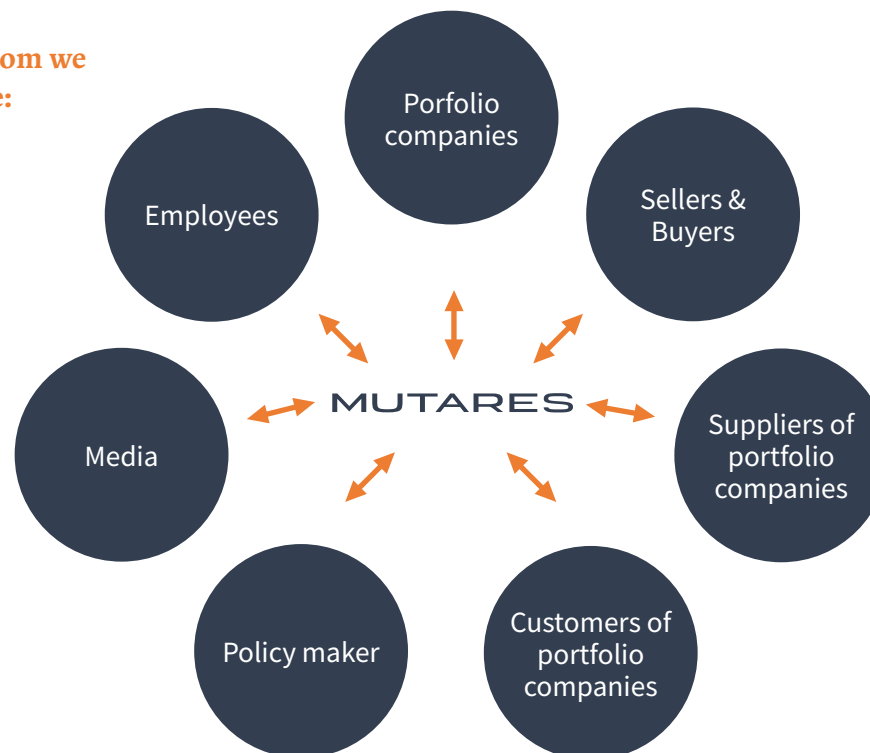 om we
e:
Porfolio
companies
Employees
Sellers &
Buyers
MUTARES
Media
Suppliers of
portfolio
companies
Policy maker
Customers of
portfolio
companies